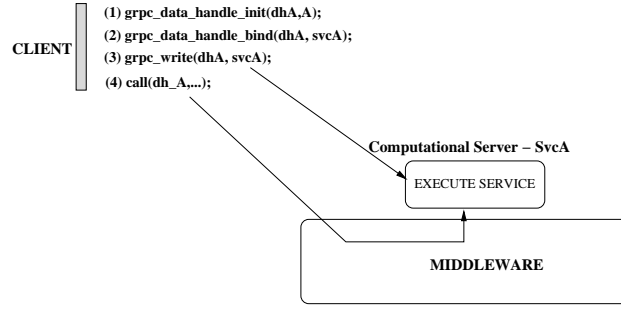 (1) grpc_data_handle_init(dhA,A);
(2) grpc_data_handle_bind(dhA, svcA);
CLIENT
(3) grpc_write(dhA, svcA);
(4) call(dh_A,...);
Computational Server – SvcA
EXECUTE SERVICE
MIDDLEWARE